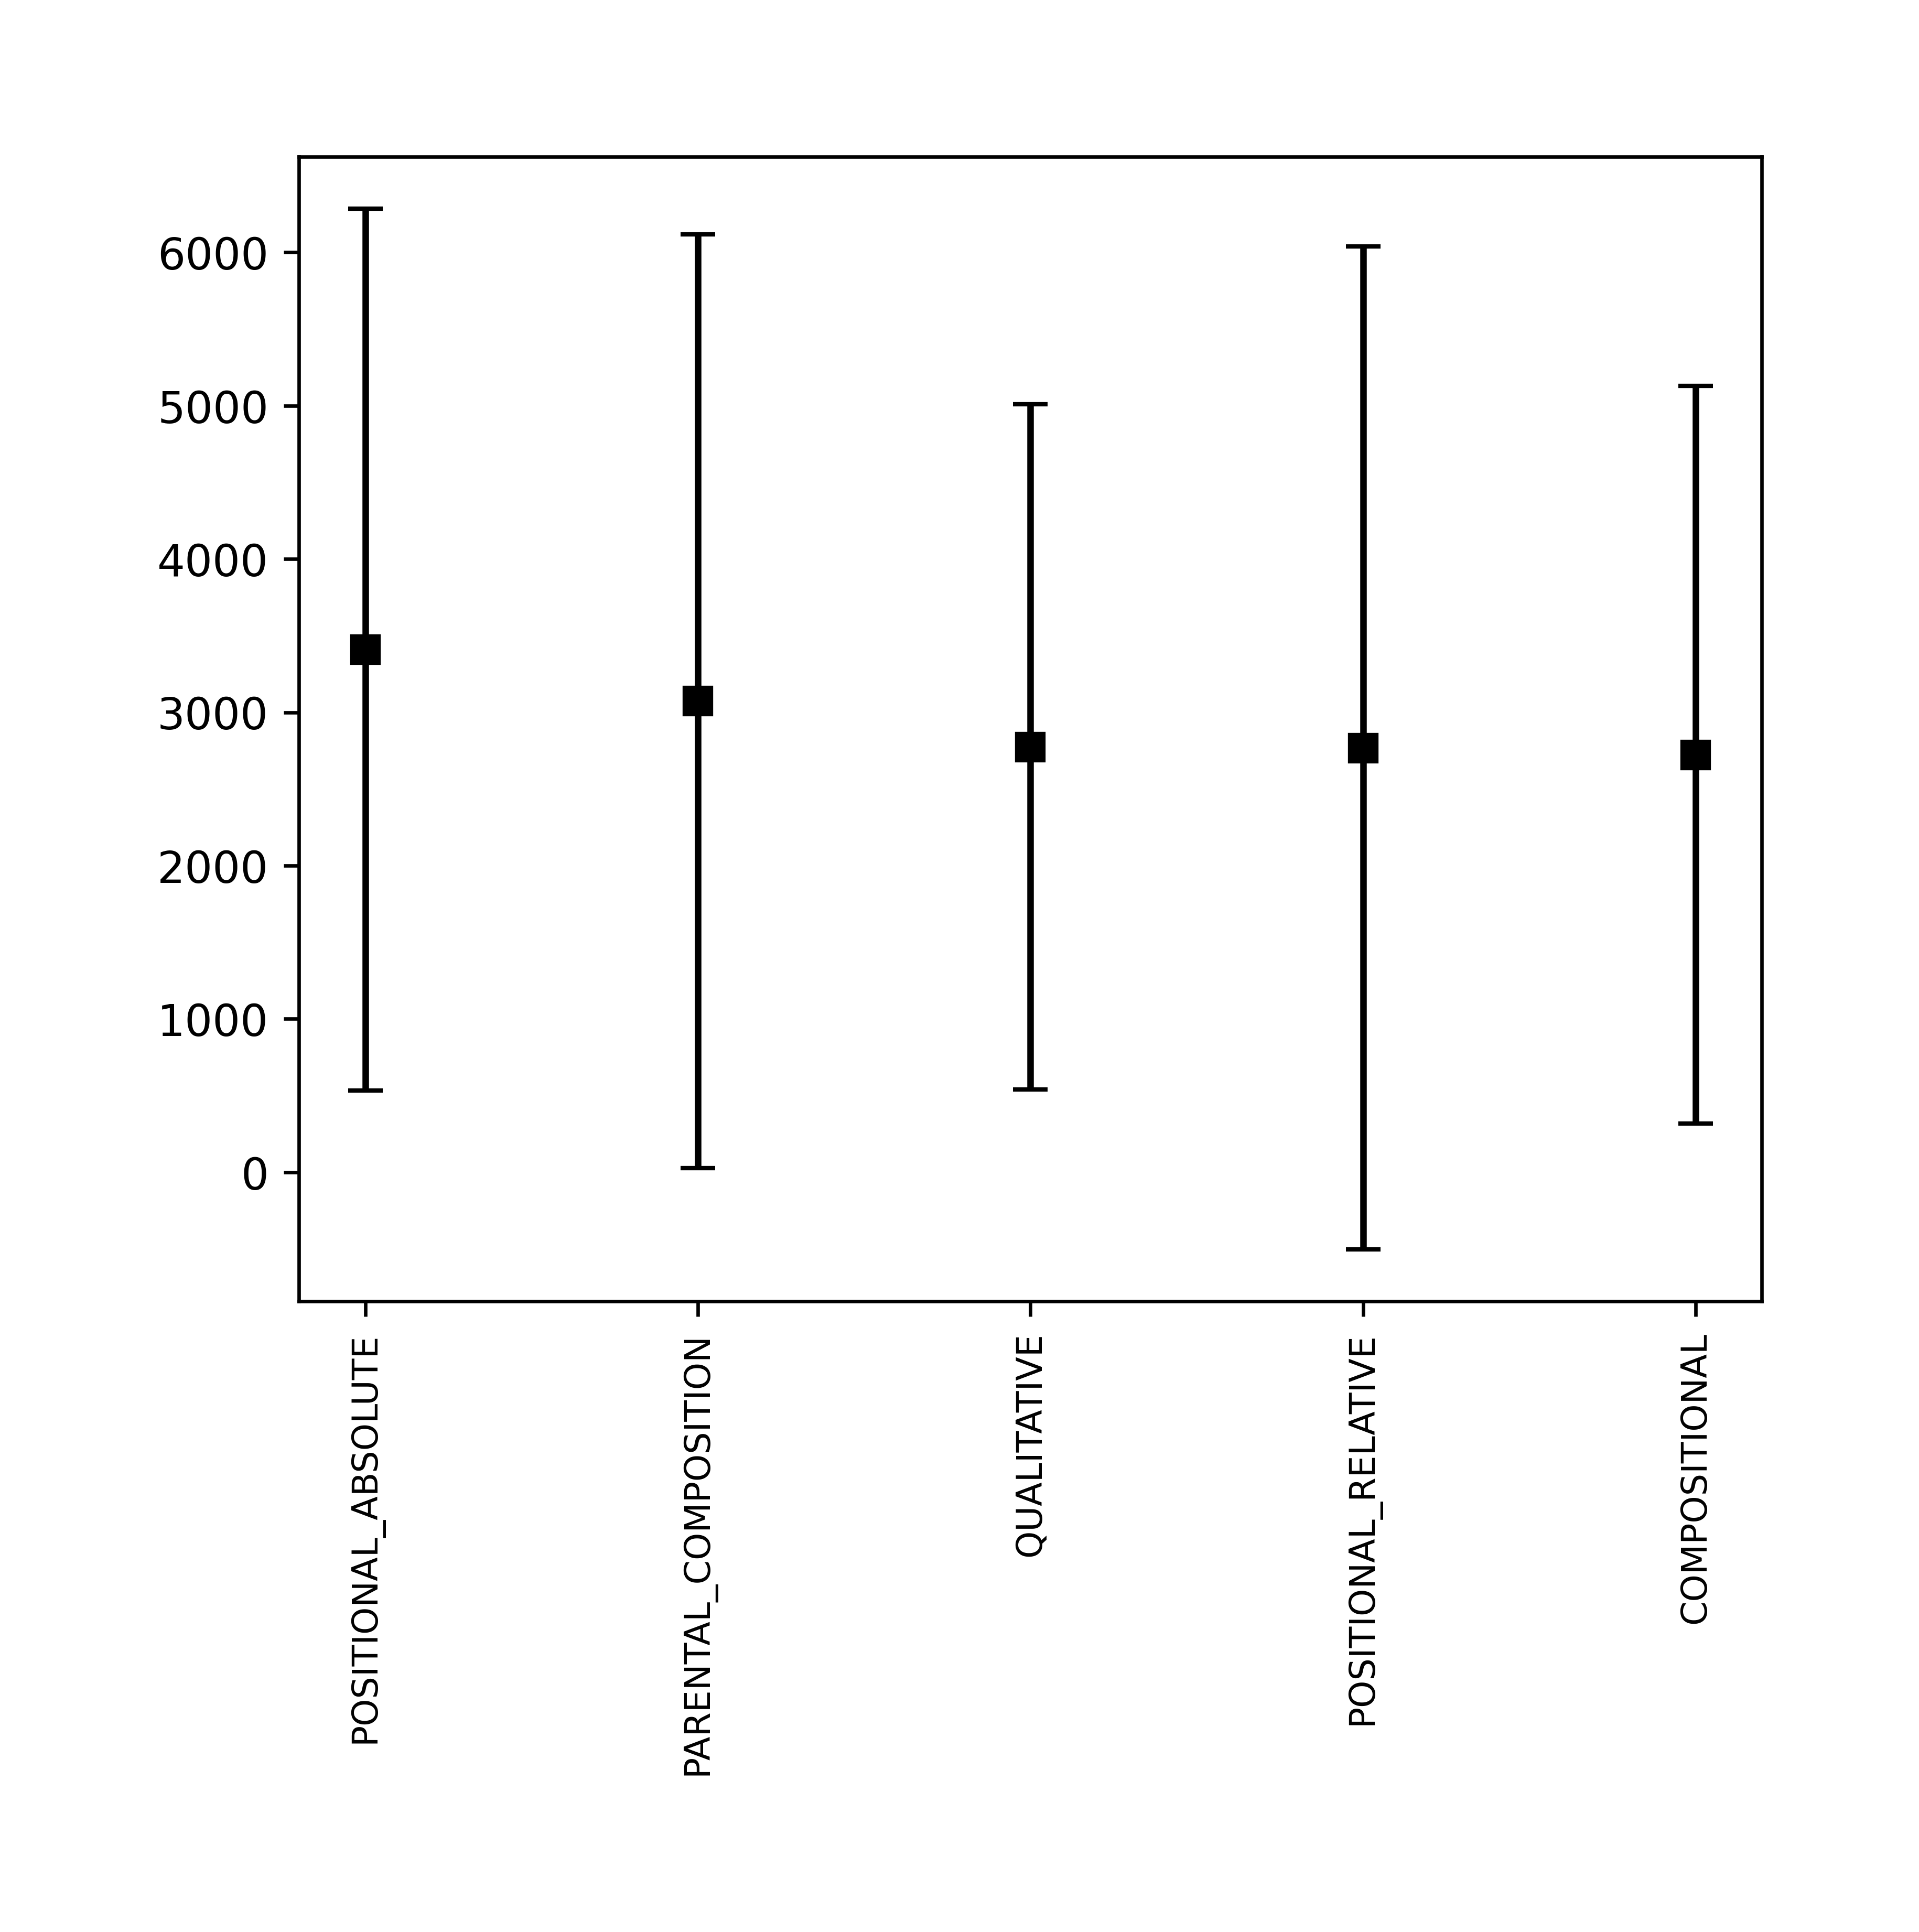 6000
5000
4000
3000
2000
1000
0
POSITIONAL_ABSOLUTE
PARENTAL_COMPOSITION
QUALITATIVE
POSITIONAL_RELATIVE
COMPOSITIONAL